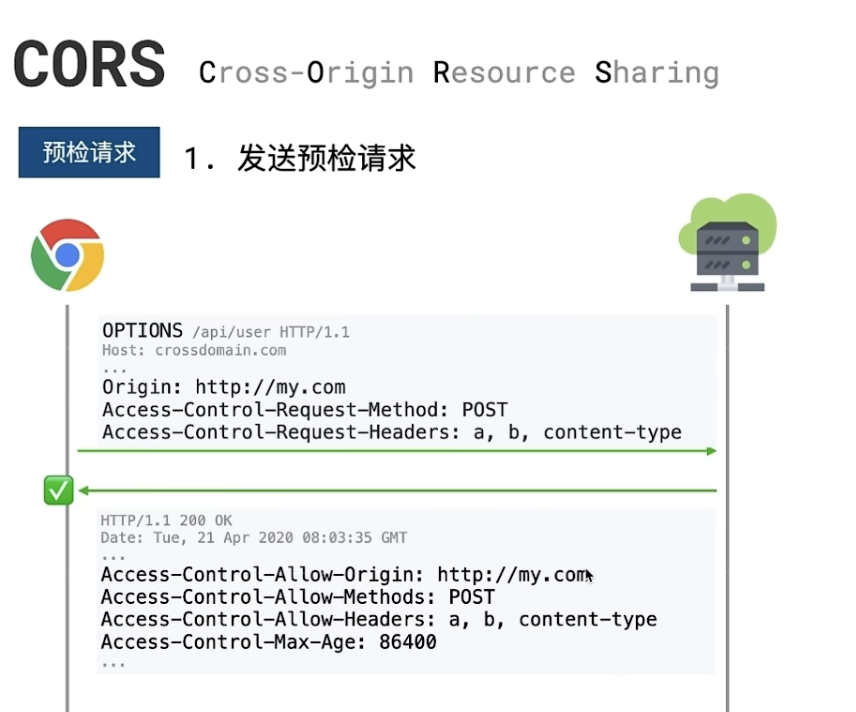 CORS Cross-Origin Resource Sharing
预检请求 1. 发送预检请求
OPTIONS /api/user HTTP/1.1
Host: crossdomain.com
...
Origin: http://my.com
Access-Control-Request-Method: POST
Access-Control-Request-Headers: a, b, content-type
HTTP/1.1 200 OK
Date: Tue, 21 Apr 2020 08:03:35 GMT
...
Access-Control-Allow-Origin: http://my.com
Access-Control-Allow-Methods: POST
Access-Control-Allow-Headers: a, b, content-type
Access-Control-Max-Age: 86400
...